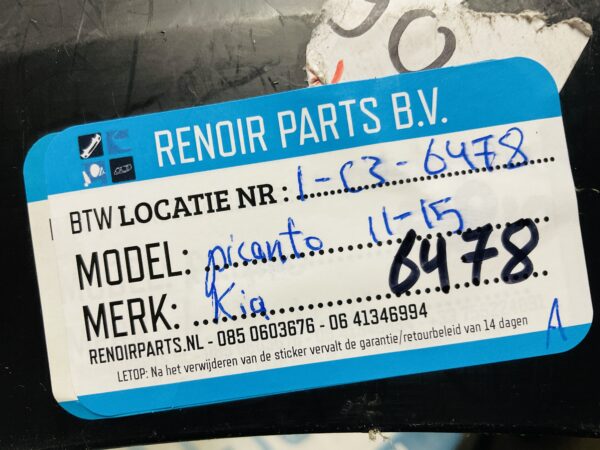 RENOIR PARTS B.V.
BTW LOCATIE NR: 1-C3-6478
MODEL: picanto 11-15
6478
MERK: Kia
RENOIRPARTS.NL - 085 0603676 - 06 41346994
LETOP: Na het verwijderen van de sticker vervalt de garantie/retourbeleid van 14 dagen
A